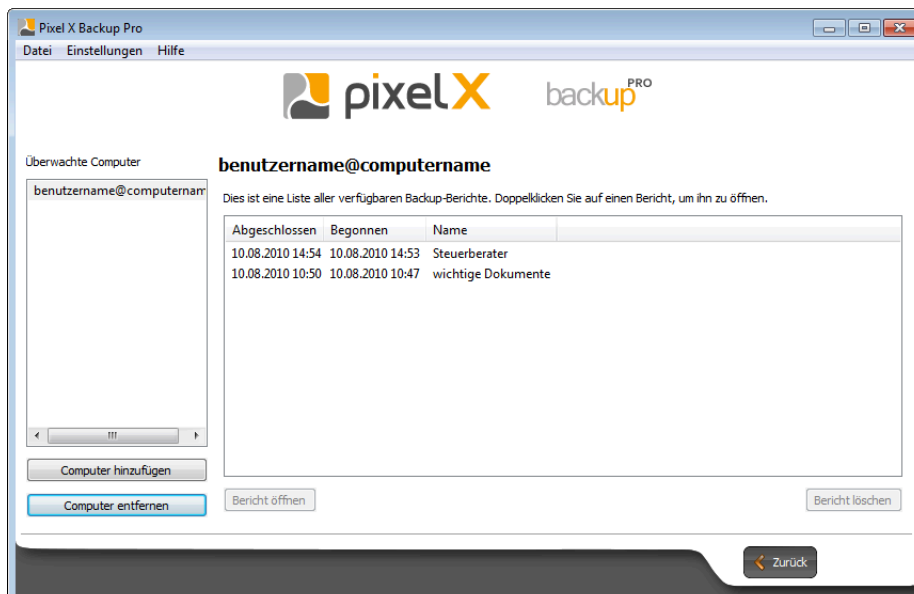 Pixel X Backup Pro
Datei Einstellungen Hilfe
pixel X backup PRO
Überwachte Computer
benutzername@computernam
benutzername@computername
Dies ist eine Liste aller verfügbaren Backup-Berichte. Doppelklicken Sie auf einen Bericht, um ihn zu öffnen.
Abgeschlossen Begonnen Name
10.08.2010 14:54 10.08.2010 14:53 Steuerberater
10.08.2010 10:50 10.08.2010 10:47 wichtige Dokumente
Computer hinzufügen
Computer entfernen
Bericht öffnen
Bericht löschen
Zurück